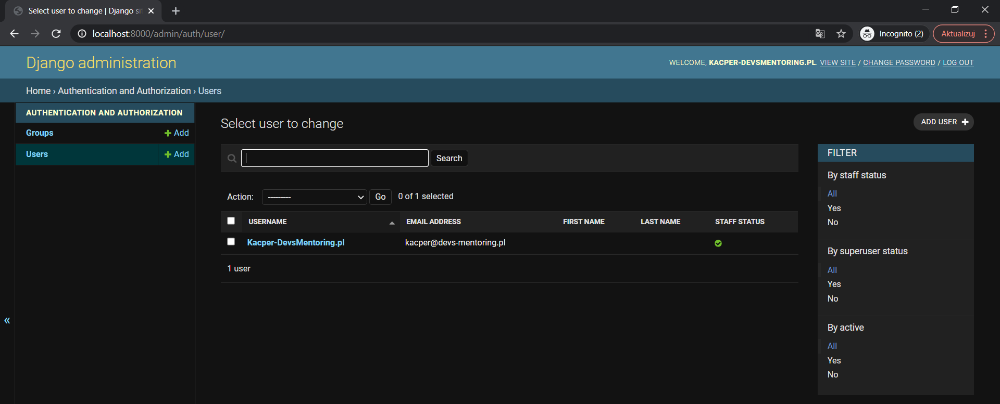 Select user to change | Django si
localhost:8000/admin/auth/user/
Incognito (2)
Aktualizuj
Django administration
WELCOME, KACPER-DEVSMENTORING.PL. VIEW SITE / CHANGE PASSWORD / LOG OUT
Home › Authentication and Authorization › Users
AUTHENTICATION AND AUTHORIZATION
Groups + Add
Users + Add
«
Select user to change
ADD USER +
Search
Action: --------- Go 0 of 1 selected
USERNAME EMAIL ADDRESS FIRST NAME LAST NAME STAFF STATUS
Kacper-DevsMentoring.pl kacper@devs-mentoring.pl
1 user
FILTER
By staff status
All
Yes
No
By superuser status
All
Yes
No
By active
All
Yes
No